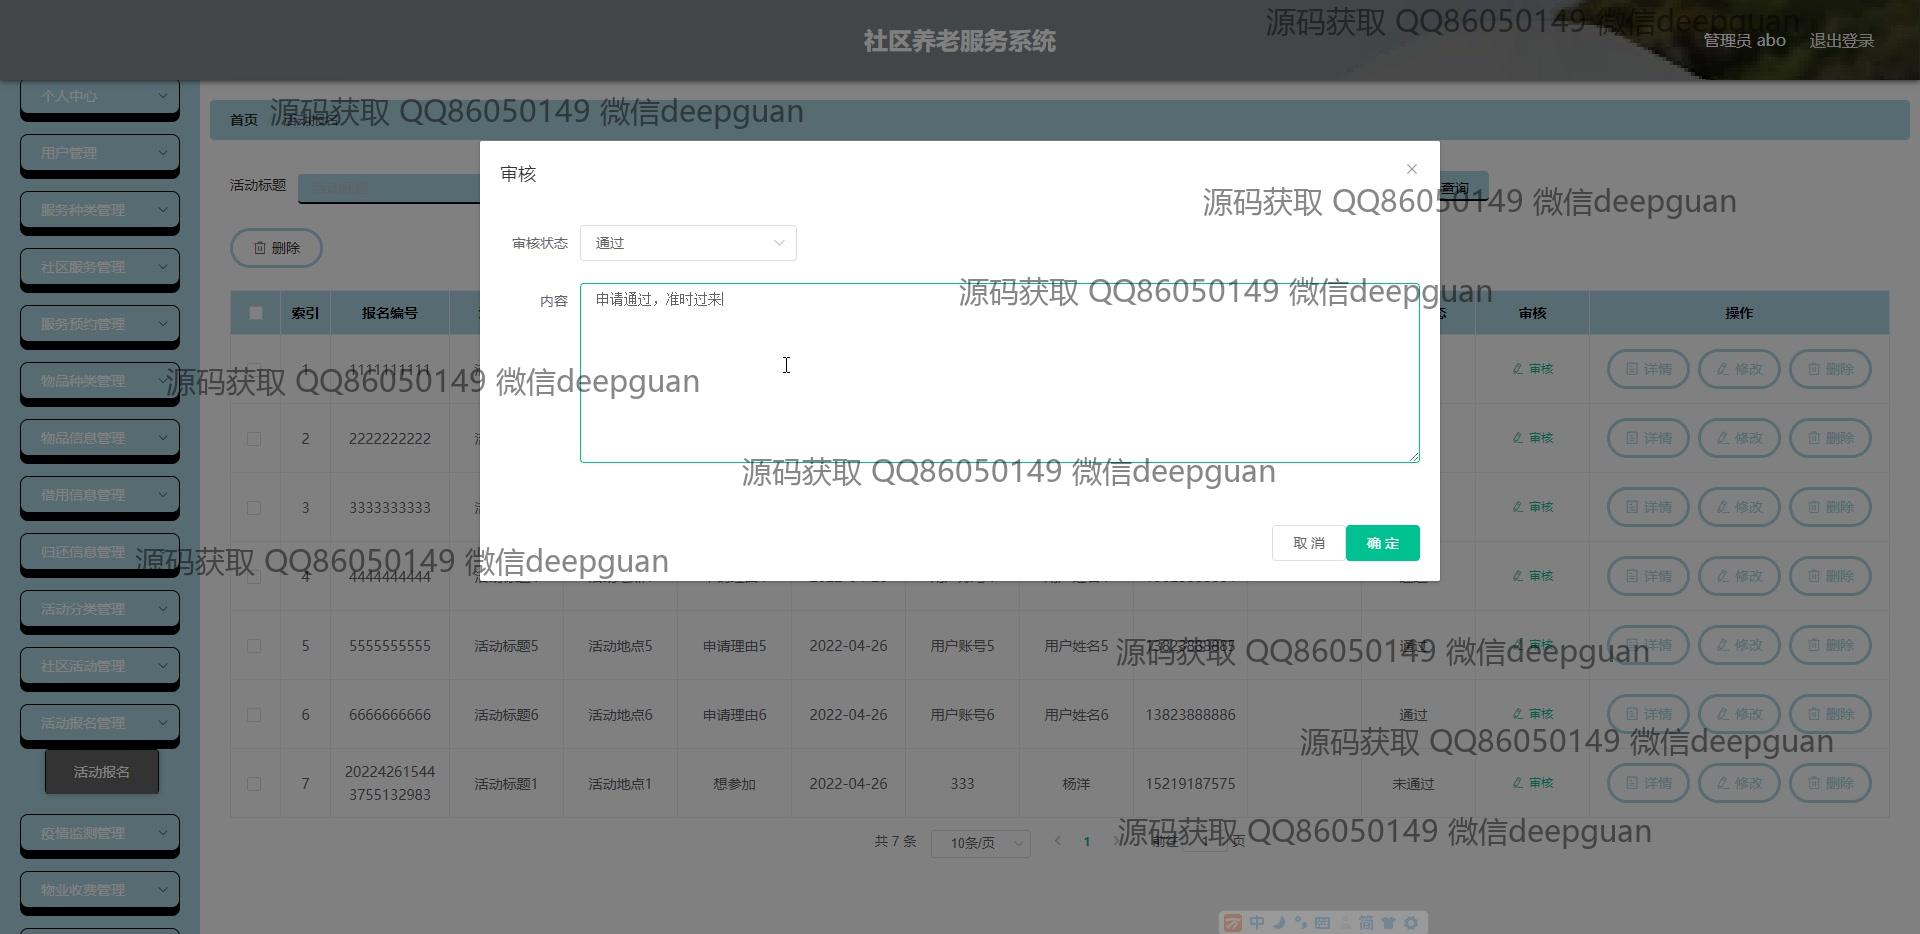 社区养老服务系统
管理员 abo
退出登录
源码获取 QQ86050149 微信deepguan
个人中心
用户管理
服务种类管理
社区服务管理
服务预约管理
物品种类管理
物品信息管理
借用信息管理
归还信息管理
活动分类管理
社区活动管理
活动报名管理
活动报名
疫情监测管理
物业收费管理
首页
活动报名
源码获取 QQ86050149 微信deepguan
活动标题
查询
源码获取 QQ86050149 微信deepguan
删除
审核
审核状态
通过
内容
申请通过，准时过来
源码获取 QQ86050149 微信deepguan
取 消
确 定
索引 报名编号 审核 操作
1 1111111111 审核 详情 修改 删除
源码获取 QQ86050149 微信deepguan
2 2222222222 审核 详情 修改 删除
源码获取 QQ86050149 微信deepguan
3 3333333333 审核 详情 修改 删除
源码获取 QQ86050149 微信deepguan
4 4444444444 审核 详情 修改 删除
5 5555555555 活动标题5 活动地点5 申请理由5 2022-04-26 用户账号5 用户姓名5 13823888885 通过 审核 详情 修改 删除
源码获取 QQ86050149 微信deepguan
6 6666666666 活动标题6 活动地点6 申请理由6 2022-04-26 用户账号6 用户姓名6 13823888886 通过 审核 详情 修改 删除
源码获取 QQ86050149 微信deepguan
7 20224261544
3755132983 活动标题1 活动地点1 想参加 2022-04-26 333 杨洋 15219187575 未通过 审核 详情 修改 删除
共 7 条 10条/页 1 前往 1 页
源码获取 QQ86050149 微信deepguan
中 简